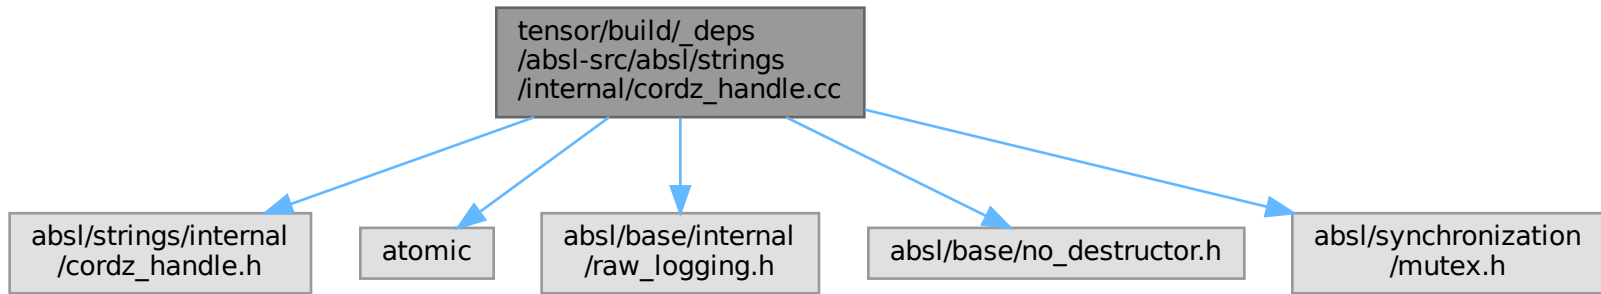 tensor/build/_deps
/absl-src/absl/strings
/internal/cordz_handle.cc
absl/strings/internal
/cordz_handle.h
atomic
absl/base/internal
/raw_logging.h
absl/base/no_destructor.h
absl/synchronization
/mutex.h